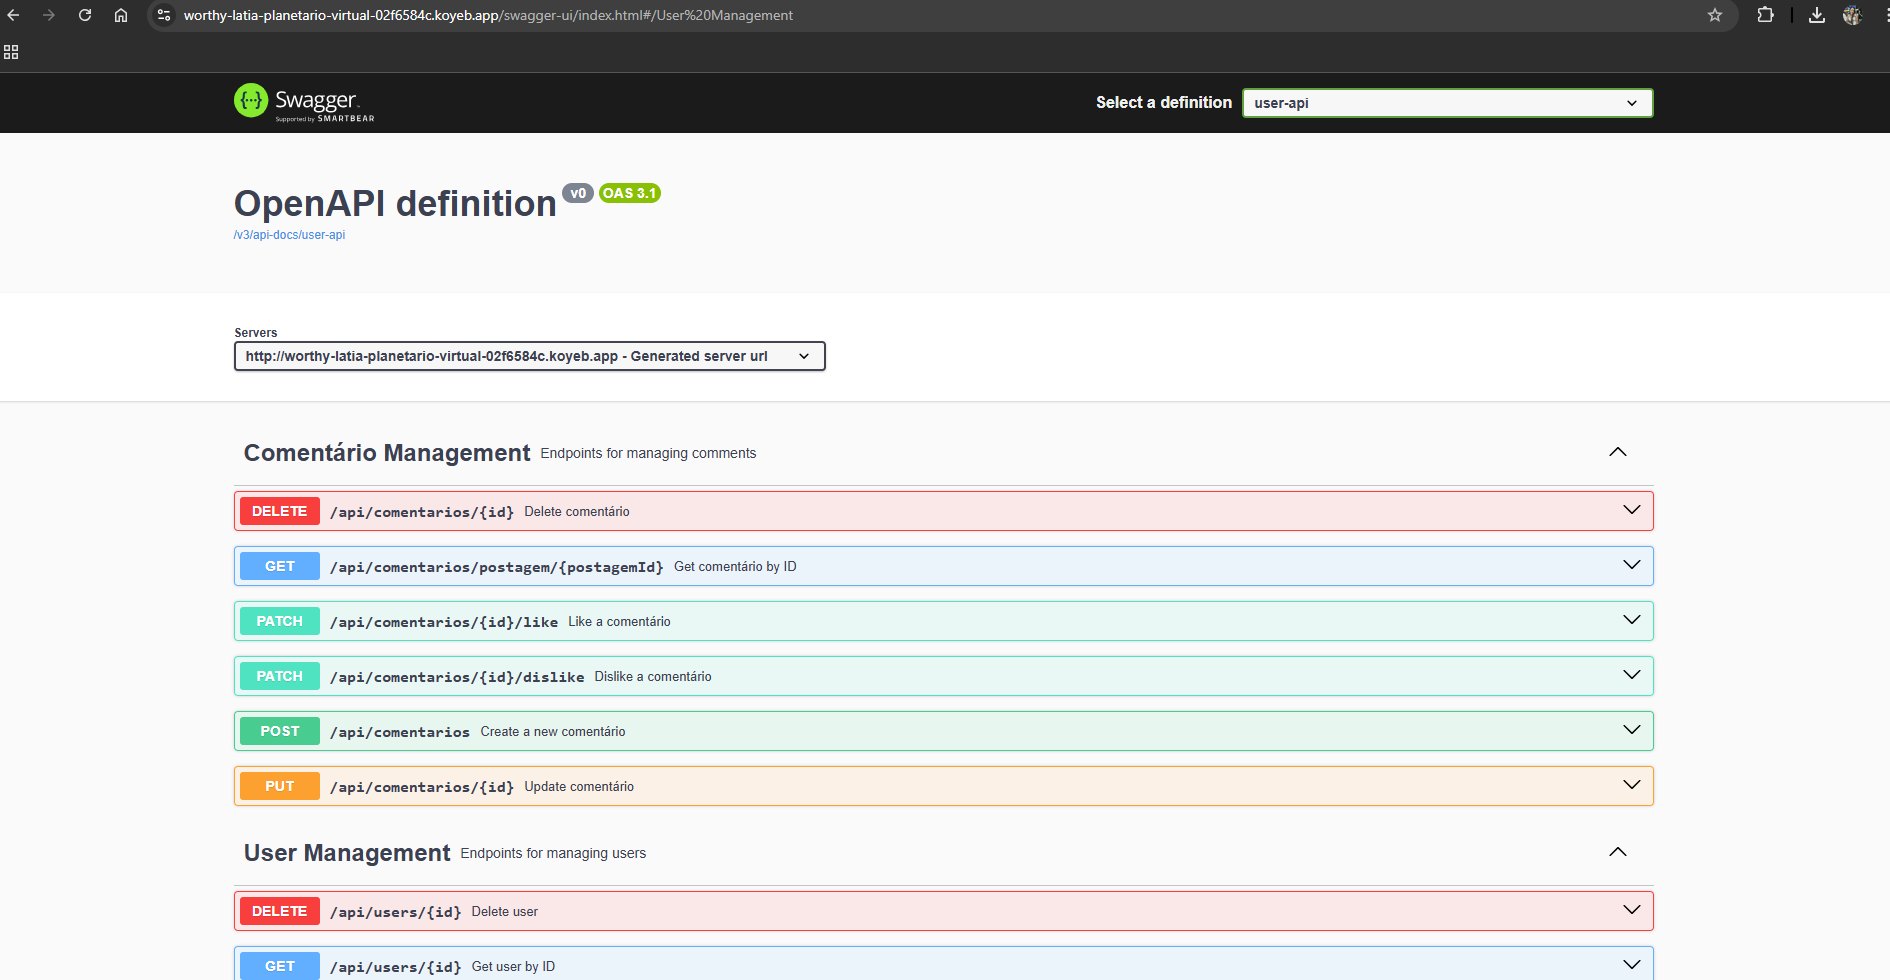 worthy-latia-planetario-virtual-02f6584c.koyeb.app/swagger-ui/index.html#/User%20Management
Swagger.
Supported by SMARTBEAR
Select a definition
user-api
OpenAPI definition v0 OAS 3.1
/v3/api-docs/user-api
Servers
http://worthy-latia-planetario-virtual-02f6584c.koyeb.app - Generated server url
Comentário Management Endpoints for managing comments
DELETE /api/comentarios/{id} Delete comentário
GET /api/comentarios/postagem/{postagemId} Get comentário by ID
PATCH /api/comentarios/{id}/like Like a comentário
PATCH /api/comentarios/{id}/dislike Dislike a comentário
POST /api/comentarios Create a new comentário
PUT /api/comentarios/{id} Update comentário
User Management Endpoints for managing users
DELETE /api/users/{id} Delete user
GET /api/users/{id} Get user by ID